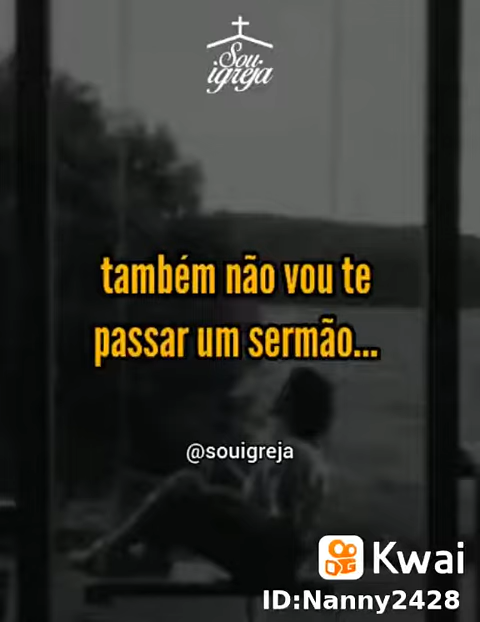 Sou
igreja
também não vou te
passar um sermão...
@souigreja
Kwai
ID:Nanny2428